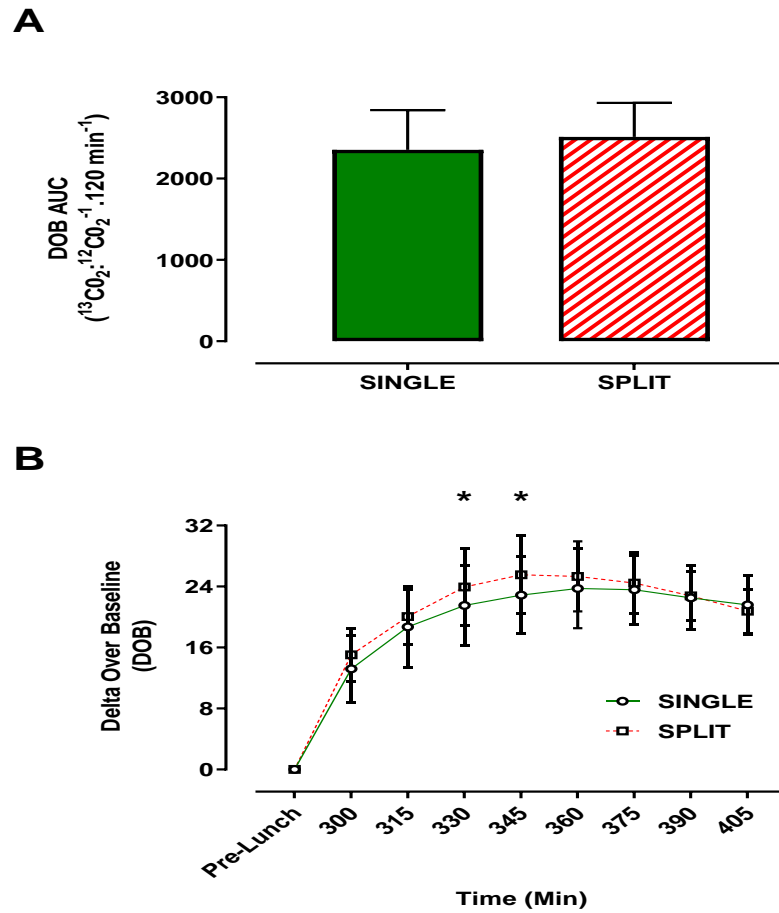 A
DOB AUC
(¹³C0₂:¹²C0₂⁻¹.120 min⁻¹)
3000
2000
1000
0
SINGLE
SPLIT
B
* *
Delta Over Baseline
(DOB)
32
24
16
8
0
SINGLE
SPLIT
Pre-Lunch 300 315 330 345 360 375 390 405
Time (Min)